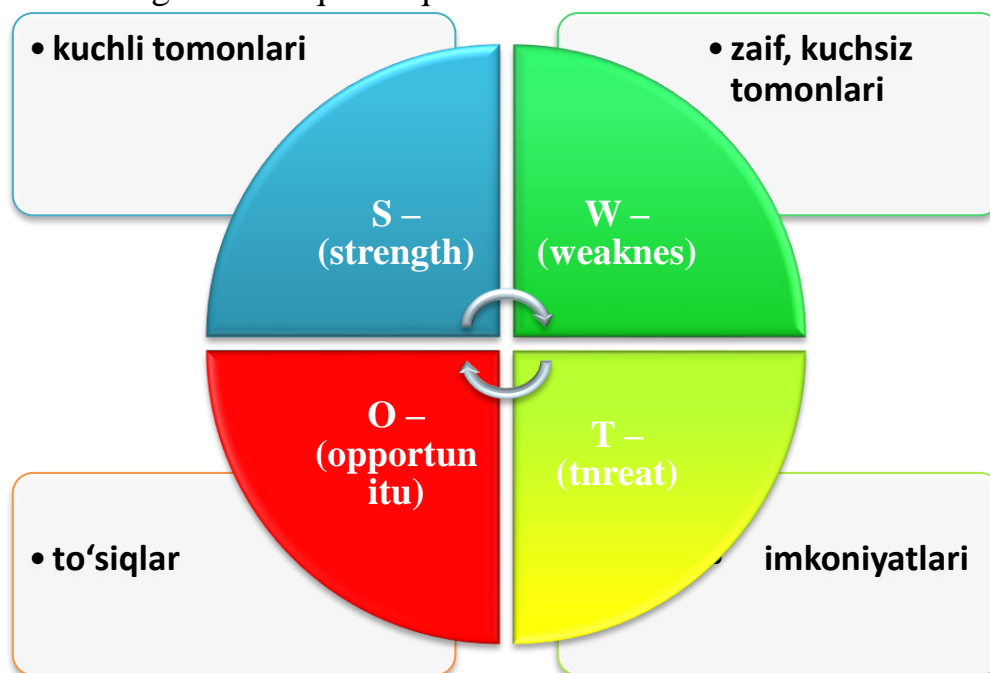 • kuchli tomonlari
• zaif, kuchsiz
tomonlari
S –
(strength)
W –
(weaknes)
O –
(opportun
itu)
T –
(tnreat)
• to‘siqlar
• imkoniyatlari